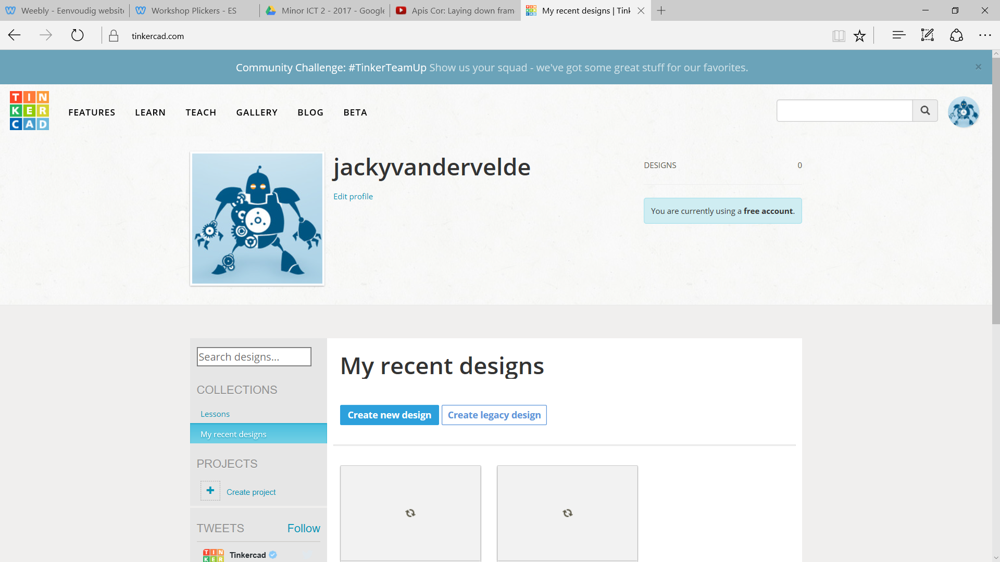 Weebly - Eenvoudig website
Workshop Plickers - ES
Minor ICT 2 - 2017 - Google
Apis Cor: Laying down fram
My recent designs | Tink
tinkercad.com
Community Challenge: #TinkerTeamUp Show us your squad - we've got some great stuff for our favorites.
TIN
KER
CAD
FEATURES
LEARN
TEACH
GALLERY
BLOG
BETA
jackyvandervelde
Edit profile
DESIGNS 0
You are currently using a free account.
Search designs...
COLLECTIONS
Lessons
My recent designs
PROJECTS
Create project
TWEETS Follow
TIN
KER
Tinkercad
My recent designs
Create new design
Create legacy design